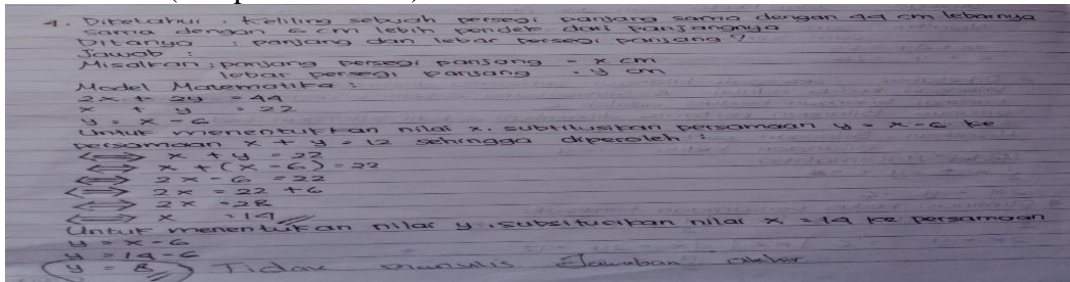 4. Diketahui : Keliling sebuah persegi panjang sama dengan 44 cm lebarnya
sama dengan 6 cm lebih pendek dari panjangnya
Ditanya : panjang dan lebar persegi panjang ?
Jawab :
Misalkan : panjang persegi panjang = x cm
lebar persegi panjang = y cm
Model Matematika :
2x + 2y = 44
x + y = 22
y = x - 6
Untuk menentukkan nilai x, subtitusikan persamaan y = x - 6 ke
persamaan x + y = 12 sehingga diperoleh :
⟺ x + y = 22
⟺ x + (x - 6) = 22
⟺ 2x - 6 = 22
⟺ 2x = 22 + 6
⟺ 2x = 28
⟺ x = 14
Untuk menentukan nilai y, substitusikan nilai x = 14 ke persamaan
y = x - 6
y = 14 - 6
y = 8 Tidak menulis Jawaban akhir